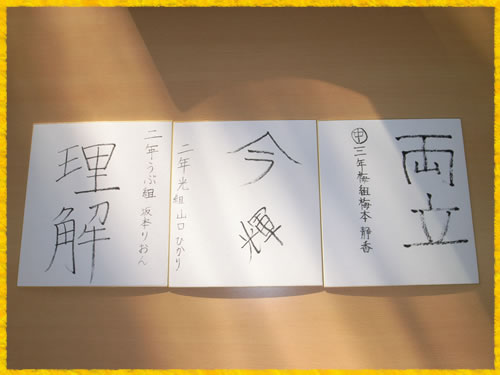 両立
㊥三年梅組梅本 静香
今輝
二年光組山口ひかり
理解
二年うぶ組 坂本りおん